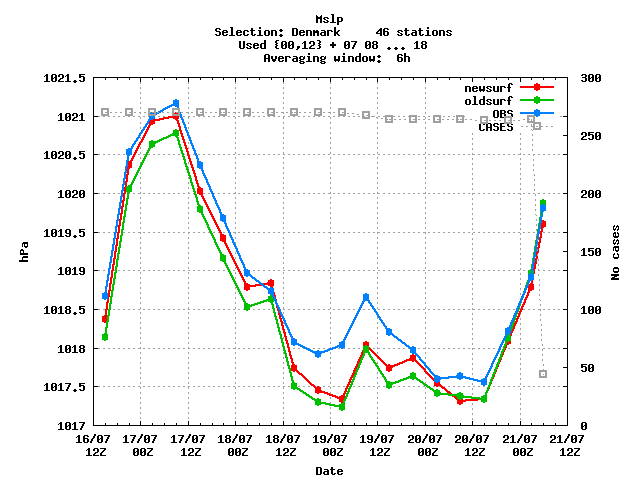 Mslp
Selection: Denmark     46 stations
Used {00,12} + 07 08 ... 18
Averaging window:  6h
1021.5
1021
1020.5
1020
1019.5
1019
1018.5
1018
1017.5
1017
hPa
300
250
200
150
100
50
0
No cases
newsurf
oldsurf
OBS
CASES
16/07 17/07 17/07 18/07 18/07 19/07 19/07 20/07 20/07 21/07 21/07
12Z 00Z 12Z 00Z 12Z 00Z 12Z 00Z 12Z 00Z 12Z
Date